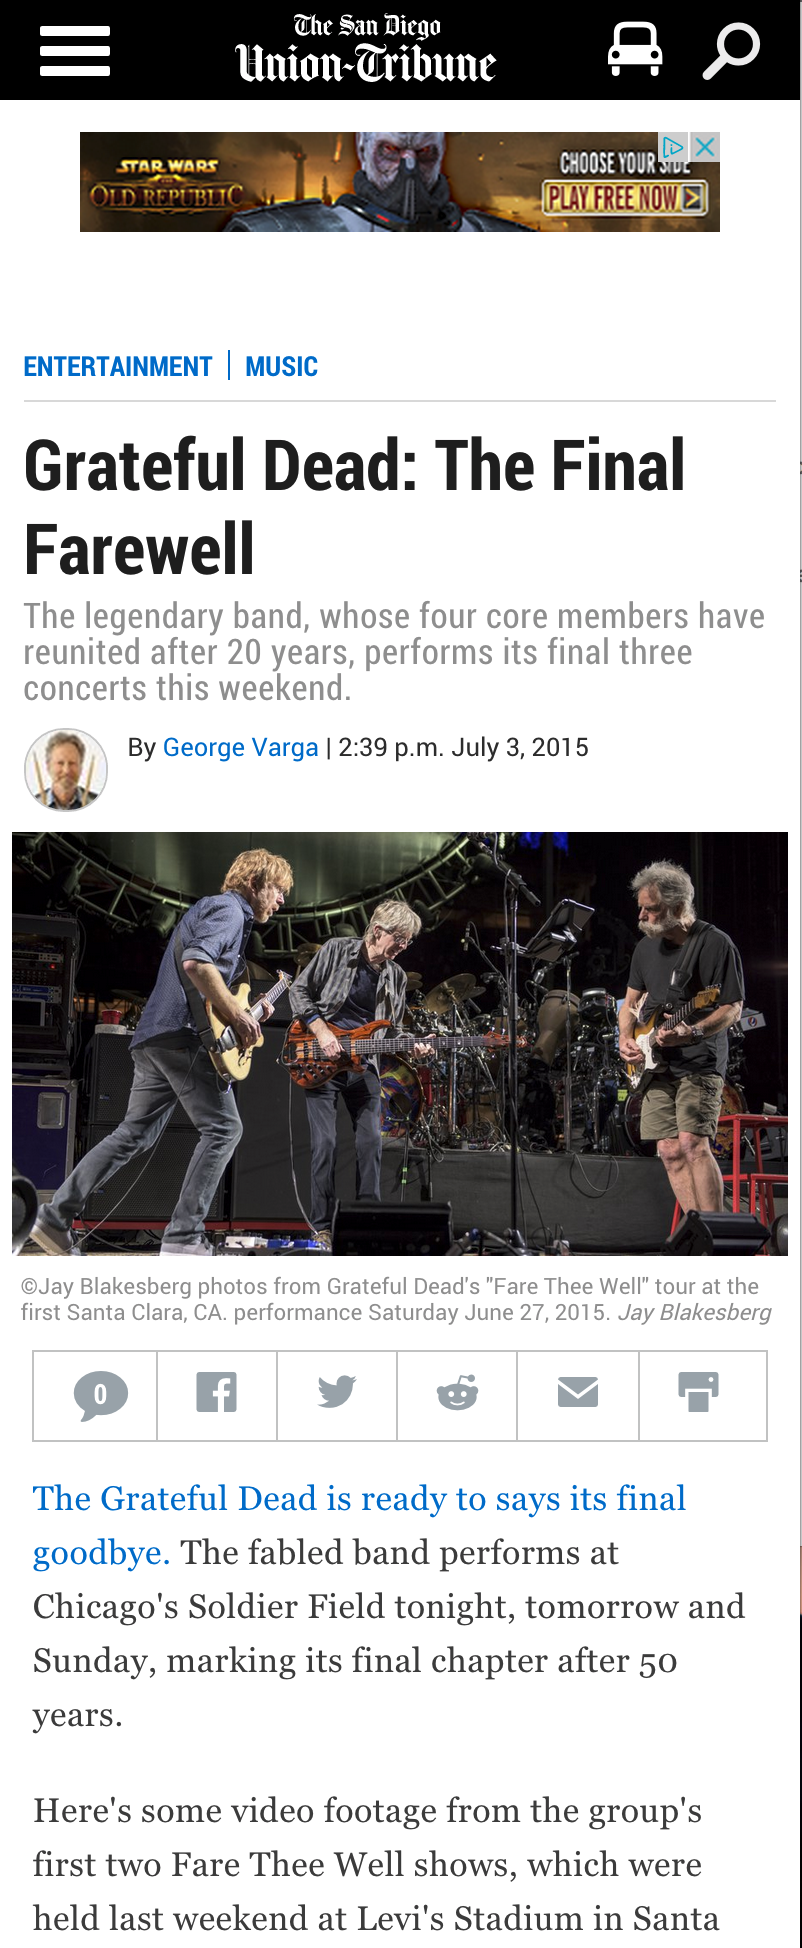 The San Diego
Union-Tribune
STAR WARS
THE
OLD REPUBLIC
CHOOSE YOUR SIDE
PLAY FREE NOW
ENTERTAINMENT | MUSIC
Grateful Dead: The Final
Farewell
The legendary band, whose four core members have
reunited after 20 years, performs its final three
concerts this weekend.
By George Varga | 2:39 p.m. July 3, 2015
©Jay Blakesberg photos from Grateful Dead's "Fare Thee Well" tour at the
first Santa Clara, CA. performance Saturday June 27, 2015. Jay Blakesberg
0
The Grateful Dead is ready to says its final
goodbye. The fabled band performs at
Chicago's Soldier Field tonight, tomorrow and
Sunday, marking its final chapter after 50
years.
Here's some video footage from the group's
first two Fare Thee Well shows, which were
held last weekend at Levi's Stadium in Santa